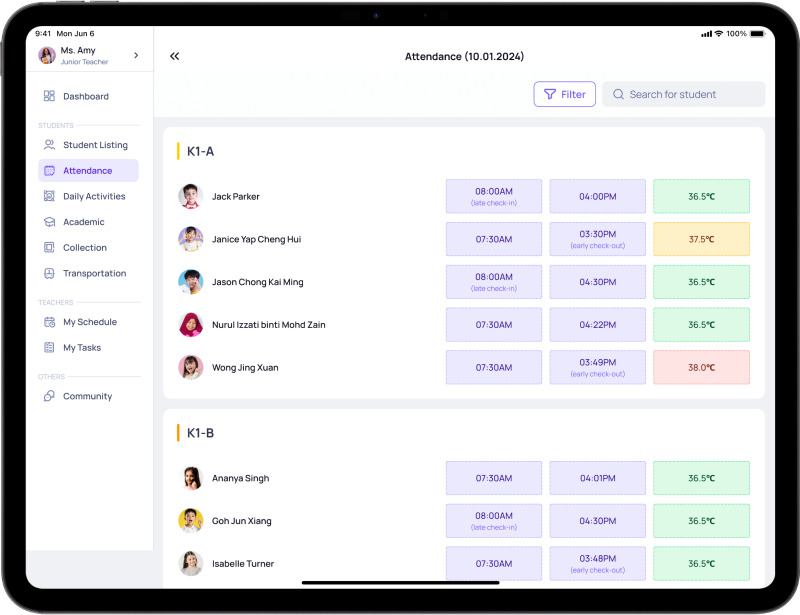 9:41 Mon Jun 6
100%
Ms. Amy
Junior Teacher
Attendance (10.01.2024)
Filter
Search for student
Dashboard
STUDENTS
Student Listing
Attendance
Daily Activities
Academic
Collection
Transportation
TEACHERS
My Schedule
My Tasks
OTHERS
Community
K1-A
Jack Parker
08:00AM
(late check-in)
04:00PM
36.5℃
Janice Yap Cheng Hui
07:30AM
03:30PM
(early check-out)
37.5℃
Jason Chong Kai Ming
08:00AM
(late check-in)
04:30PM
36.5℃
Nurul Izzati binti Mohd Zain
07:30AM
04:22PM
36.5℃
Wong Jing Xuan
07:30AM
03:49PM
(early check-out)
38.0℃
K1-B
Ananya Singh
07:30AM
04:01PM
36.5℃
Goh Jun Xiang
08:00AM
(late check-in)
04:30PM
36.5℃
Isabelle Turner
07:30AM
03:48PM
(early check-out)
36.5℃